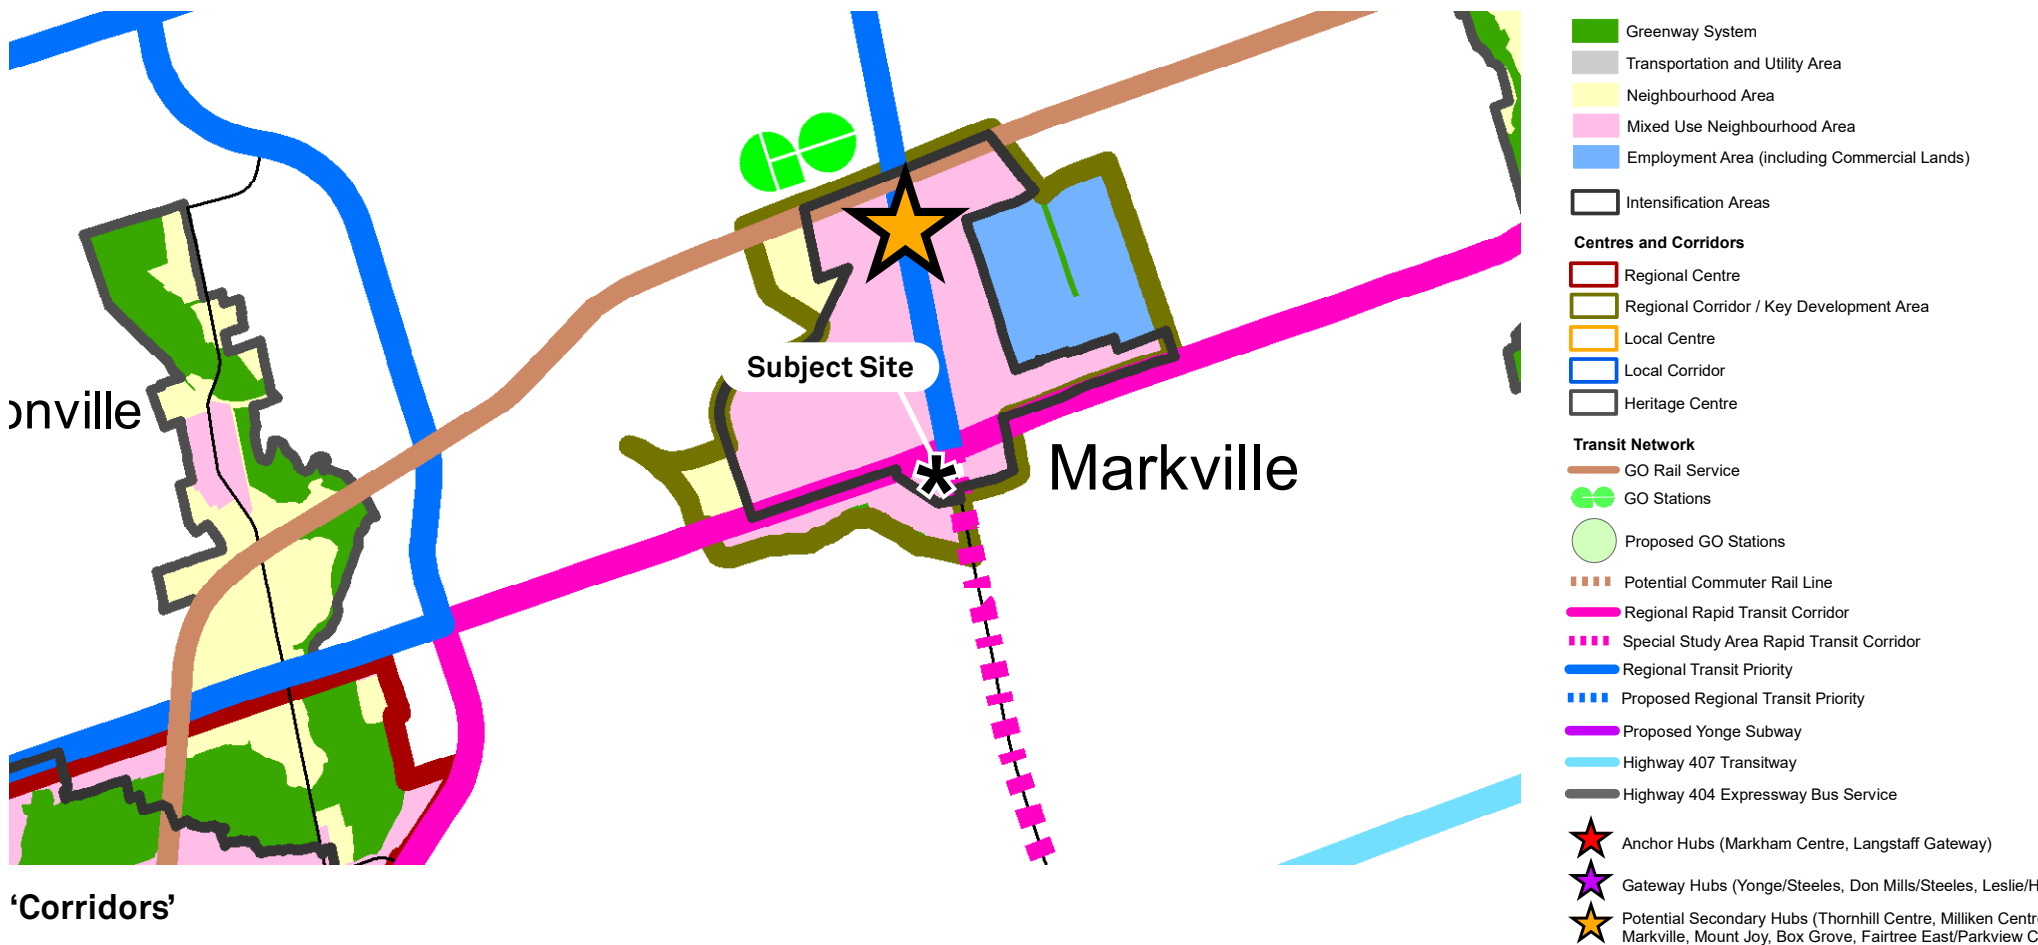 Subject Site
onville
Markville
'Corridors'
Greenway System
Transportation and Utility Area
Neighbourhood Area
Mixed Use Neighbourhood Area
Employment Area (including Commercial Lands)
Intensification Areas
Centres and Corridors
Regional Centre
Regional Corridor / Key Development Area
Local Centre
Local Corridor
Heritage Centre
Transit Network
GO Rail Service
GO Stations
Proposed GO Stations
Potential Commuter Rail Line
Regional Rapid Transit Corridor
Special Study Area Rapid Transit Corridor
Regional Transit Priority
Proposed Regional Transit Priority
Proposed Yonge Subway
Highway 407 Transitway
Highway 404 Expressway Bus Service
Anchor Hubs (Markham Centre, Langstaff Gateway)
Gateway Hubs (Yonge/Steeles, Don Mills/Steeles, Leslie/H
Potential Secondary Hubs (Thornhill Centre, Milliken Centr
Markville, Mount Joy, Box Grove, Fairtree East/Parkview C